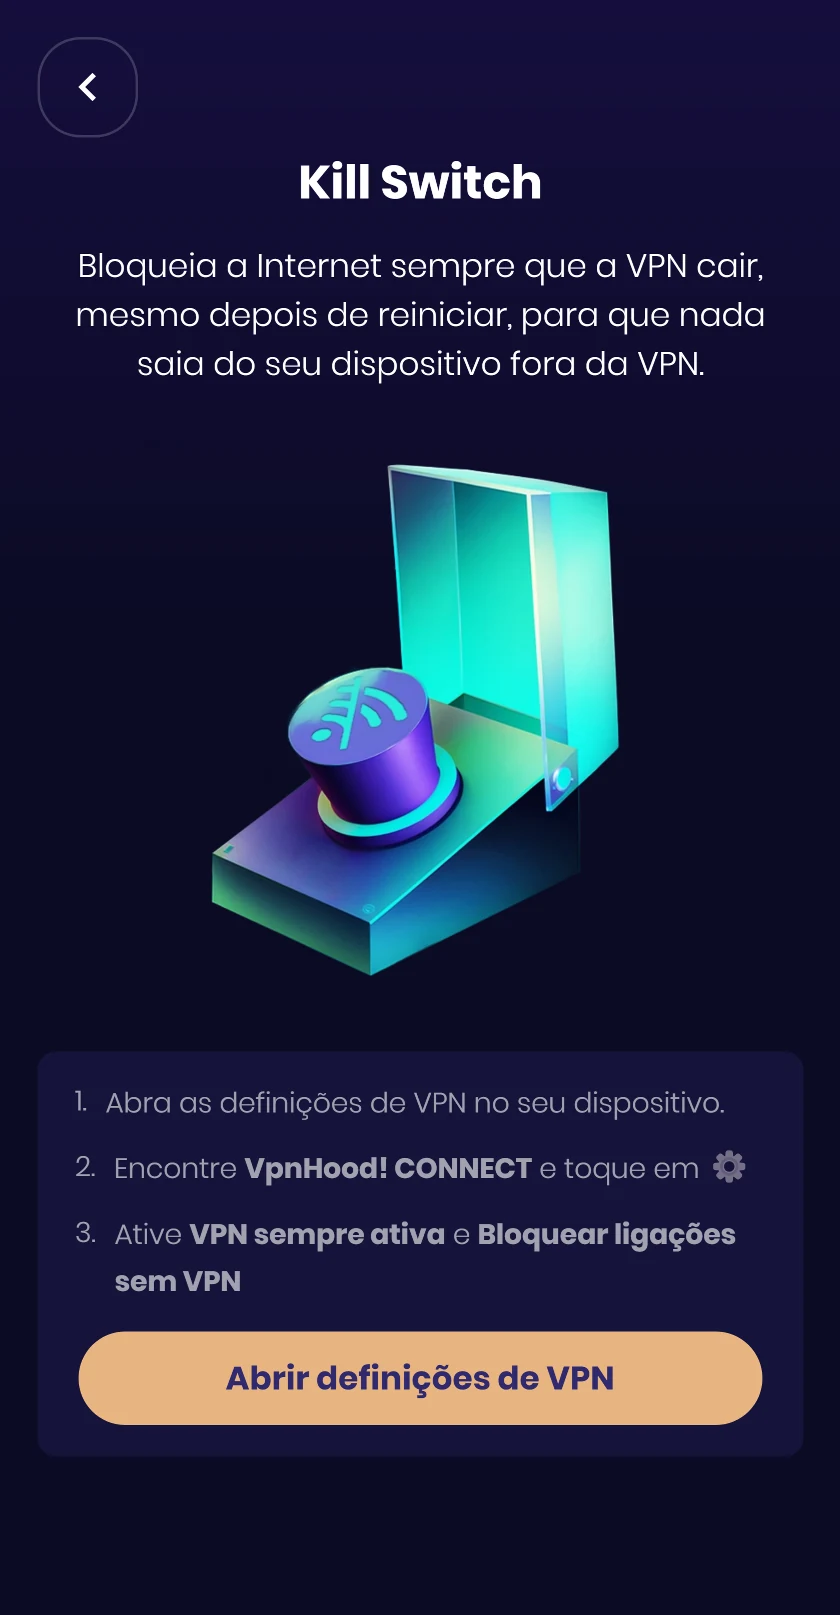 Kill Switch
Bloqueia a Internet sempre que a VPN cair,
mesmo depois de reiniciar, para que nada
saia do seu dispositivo fora da VPN.
1. Abra as definições de VPN no seu dispositivo.
2. Encontre VpnHood! CONNECT e toque em
3. Ative VPN sempre ativa e Bloquear ligações
sem VPN
Abrir definições de VPN